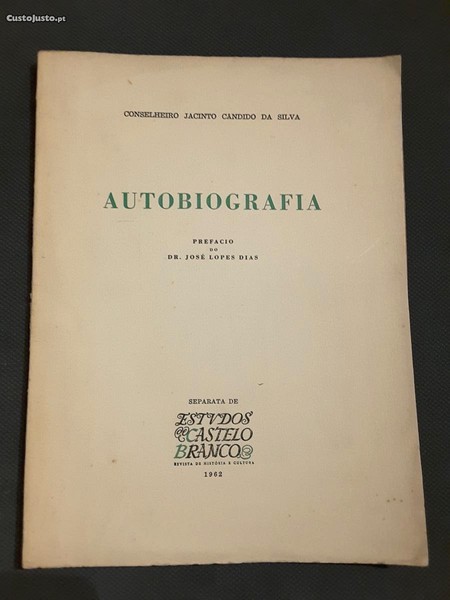 CustoJusto.pt
CONSELHEIRO JACINTO CANDIDO DA SILVA
AUTOBIOGRAFIA
PREFACIO
DO
DR. JOSÉ LOPES DIAS
SEPARATA DE
ESTVDOS
DE CASTELO
BRANCO
REVISTA DE HISTÓRIA E CULTURA
1962